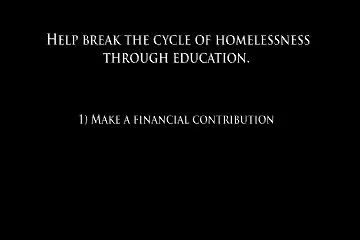 Help break the cycle of homelessness
through education.
1) Make a financial contribution